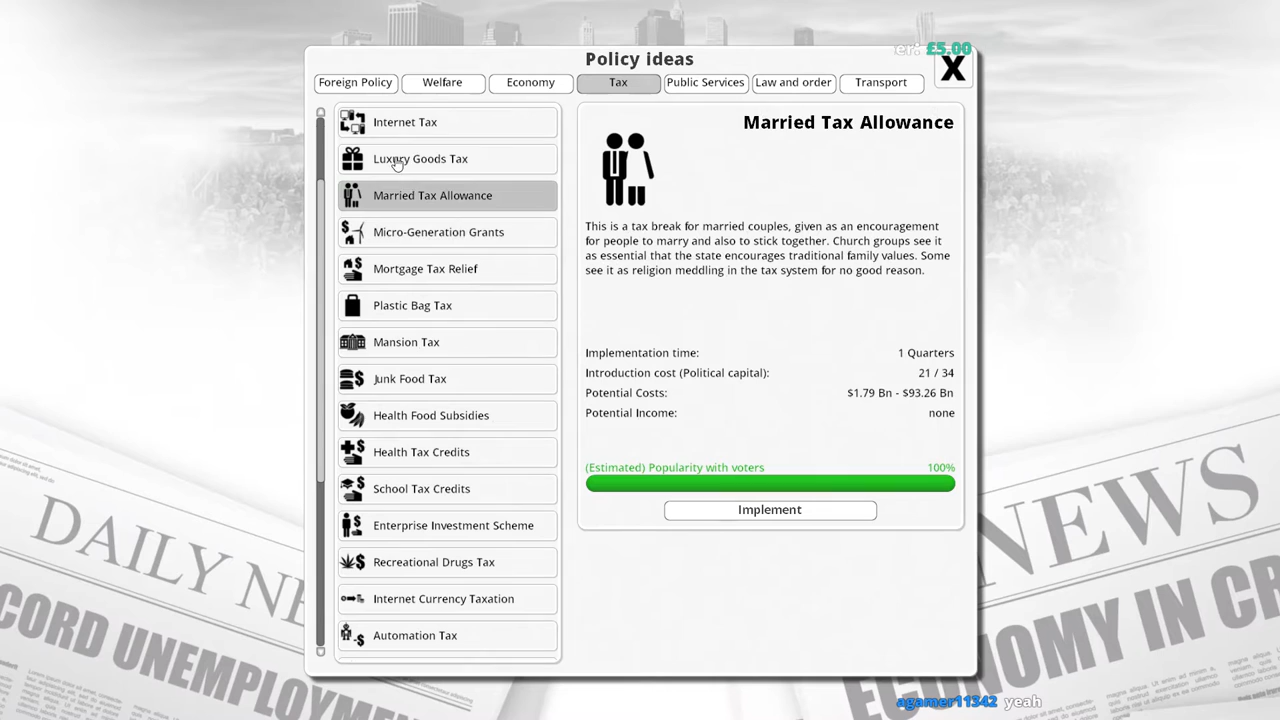 er: £5.00
Policy ideas
X
Foreign Policy
Welfare
Economy
Tax
Public Services
Law and order
Transport
Internet Tax
Luxury Goods Tax
Married Tax Allowance
Micro-Generation Grants
Mortgage Tax Relief
Plastic Bag Tax
Mansion Tax
Junk Food Tax
Health Food Subsidies
Health Tax Credits
School Tax Credits
Enterprise Investment Scheme
Recreational Drugs Tax
Internet Currency Taxation
Automation Tax
Married Tax Allowance
This is a tax break for married couples, given as an encouragement
for people to marry and also to stick together. Church groups see it
as essential that the state encourages traditional family values. Some
see it as religion meddling in the tax system for no good reason.
Implementation time: 1 Quarters
Introduction cost (Political capital): 21 / 34
Potential Costs: $1.79 Bn - $93.26 Bn
Potential Income: none
(Estimated) Popularity with voters 100%
Implement
DAILY NE
CORD UNEMPLOYM
NEWS
ECONOMY IN CR
agamer11342 yeah